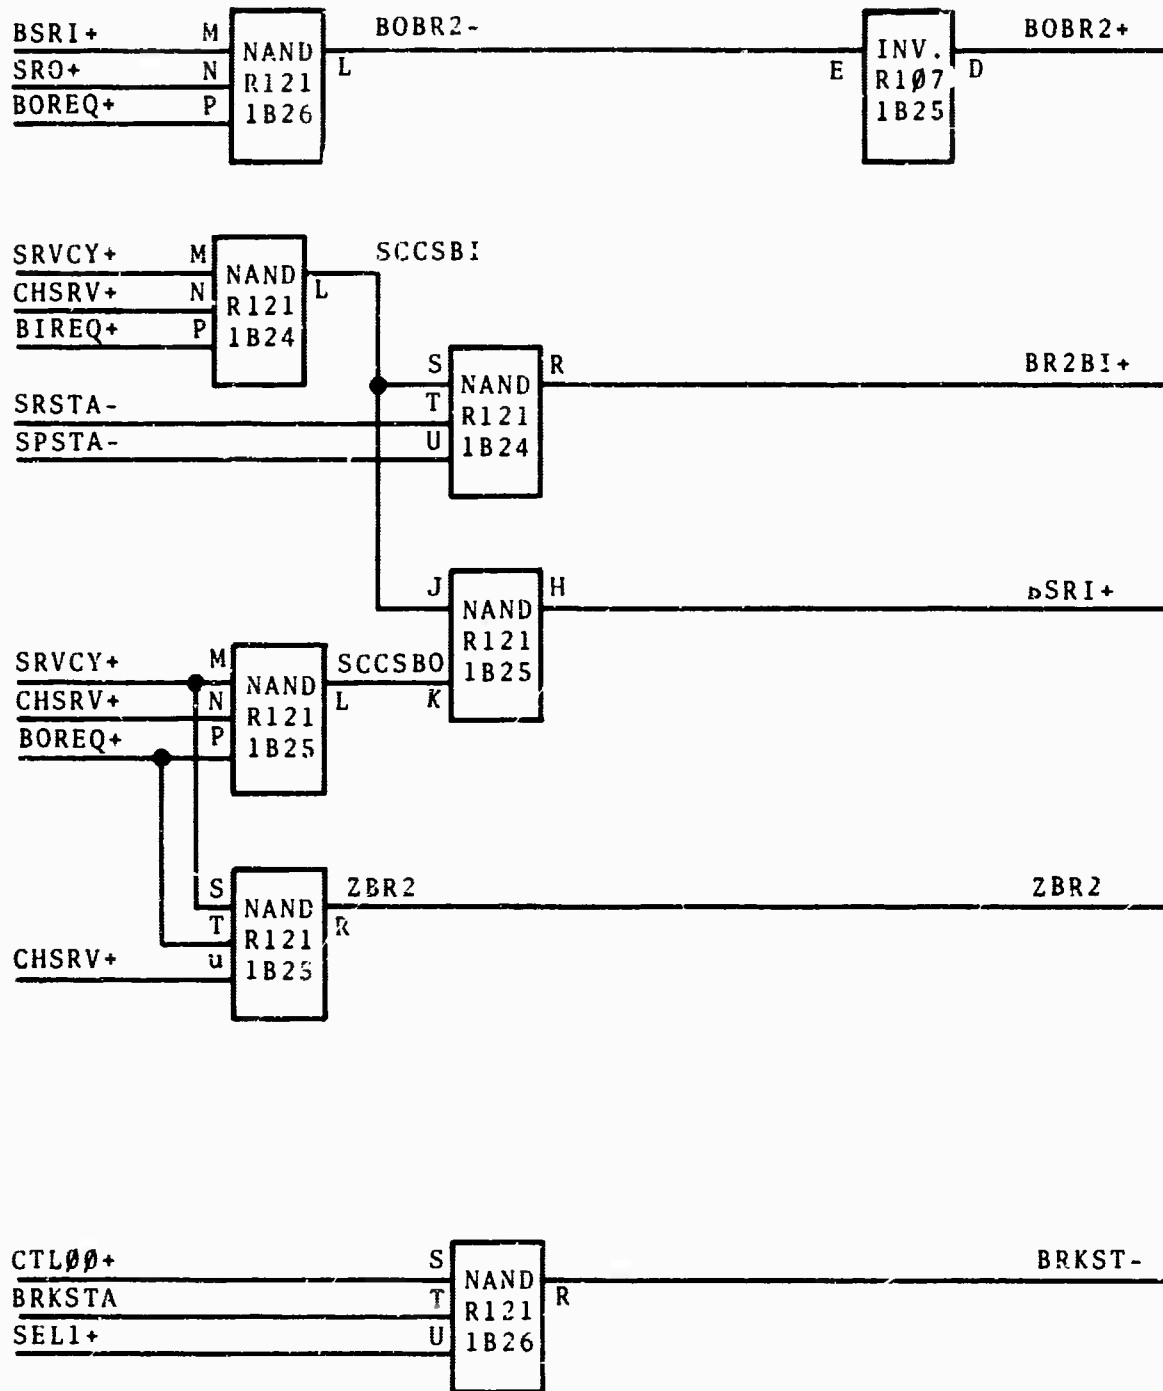 BSRI+ M NAND BOBR2- INV. BOBR2+
SRO+ N R121 L E R1ØJ7 D
BOREQ+ P 1B26 1B25
SRVCY+ M NAND SCCSBI
CHSRV+ N R121 L
BIREQ+ P 1B24
S NAND R BR2BI+
SRSTA- T R121
SPSTA- U 1B24
J NAND H SRI+
R121
1B25
SRVCY+ M NAND SCCSBO K
CHSRV+ N R121 L
BOREQ+ P 1B25
S NAND ZBR2 ZBR2
T R121 R
CHSRV+ u 1B25
CTLØØ+ S NAND BRKST-
BRKSTA T R121 R
SEL1+ U 1B26